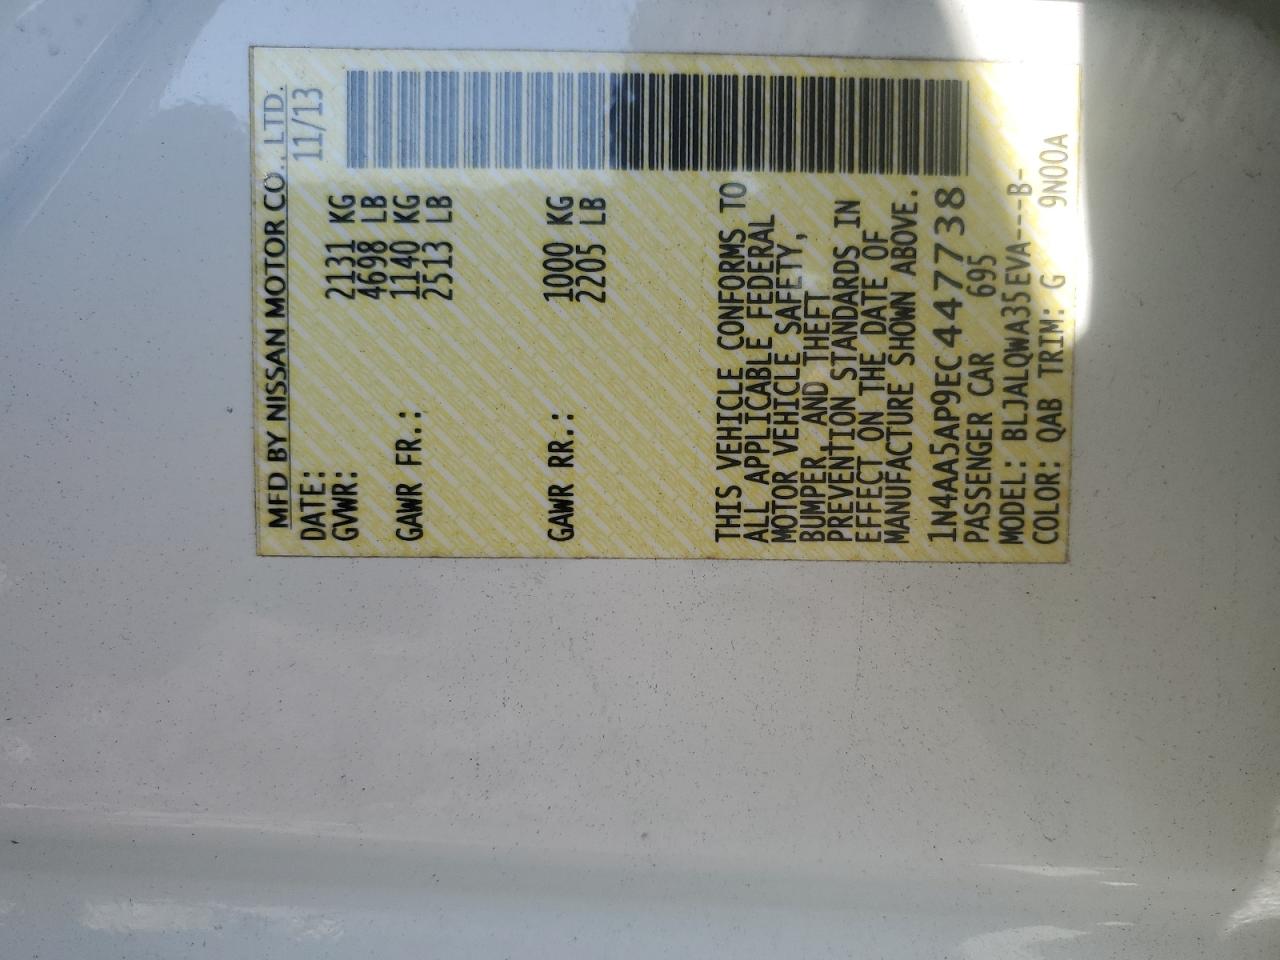 MFD BY NISSAN MOTOR CO., LTD.
DATE: 11/13
GVWR: 2131 KG
4698 LB
GAWR FR.: 1140 KG
2513 LB
GAWR RR.: 1000 KG
2205 LB
THIS VEHICLE CONFORMS TO
ALL APPLICABLE FEDERAL
MOTOR VEHICLE SAFETY,
BUMPER AND THEFT
PREVENTION STANDARDS IN
EFFECT ON THE DATE OF
MANUFACTURE SHOWN ABOVE.
1N4AA5AP9EC447738
PASSENGER CAR 695
MODEL: BLJALQWA35EVA---B-
COLOR: QAB TRIM: G 9N00A